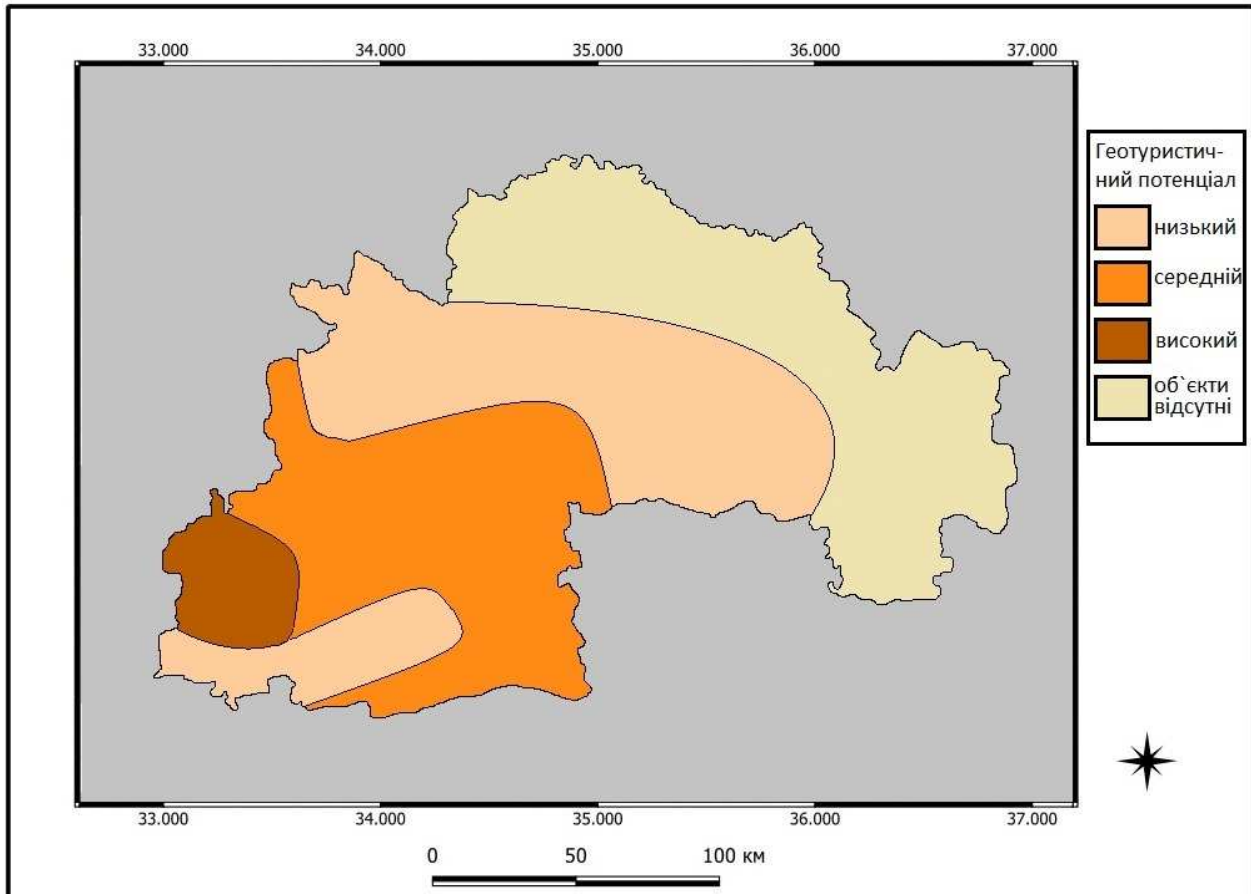 33.000 34.000 35.000 36.000 37.000
Геотуристич-
ний потенціал
низький
середній
високий
об`єкти
відсутні
33.000 34.000 35.000 36.000 37.000
0 50 100 км